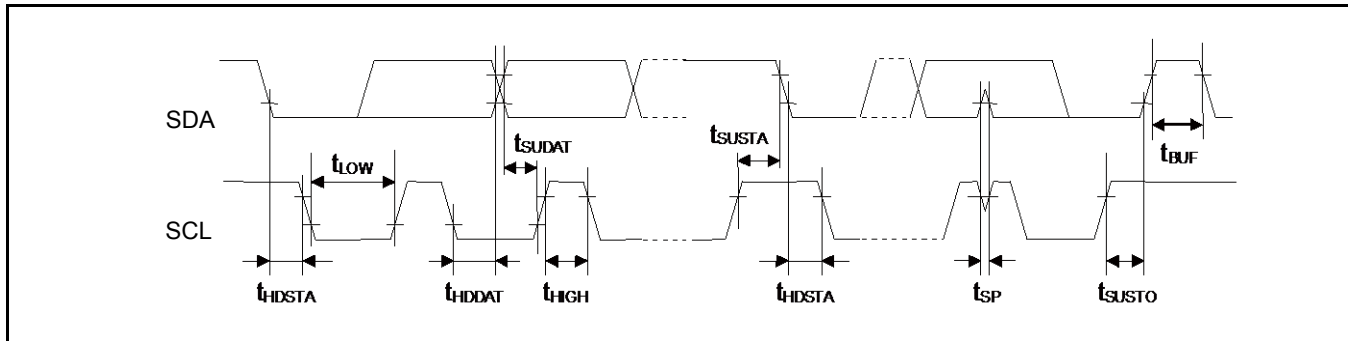 SDA
tSUDAT
tSUSTA
tBUF
tLOW
SCL
tHDSTA
tHDDAT
tHIGH
tHDSTA
tSP
tSUSTO